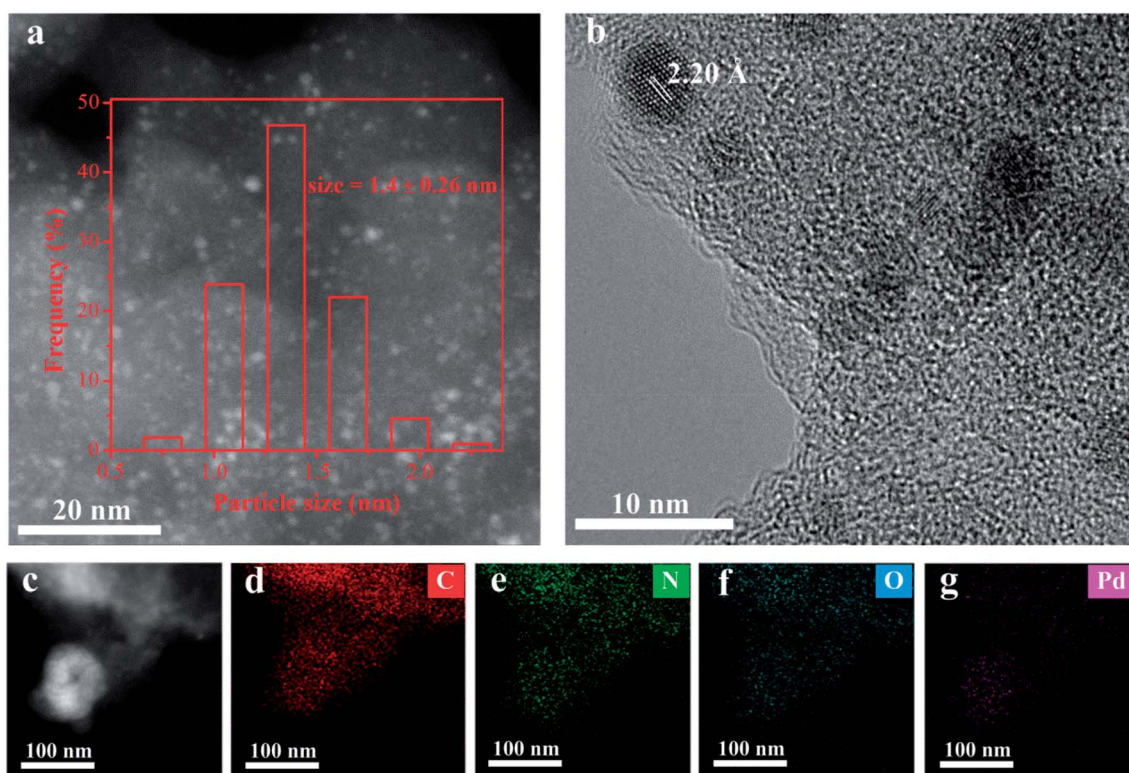 a
50
40
30
20
10
0
Frequency (%)
size = 1.4 ± 0.26 nm
0.5 1.0 1.5 2.0
Particle size (nm)
20 nm
b
2.20 Å
10 nm
c
100 nm
d
C
100 nm
e
N
100 nm
f
O
100 nm
g
Pd
100 nm